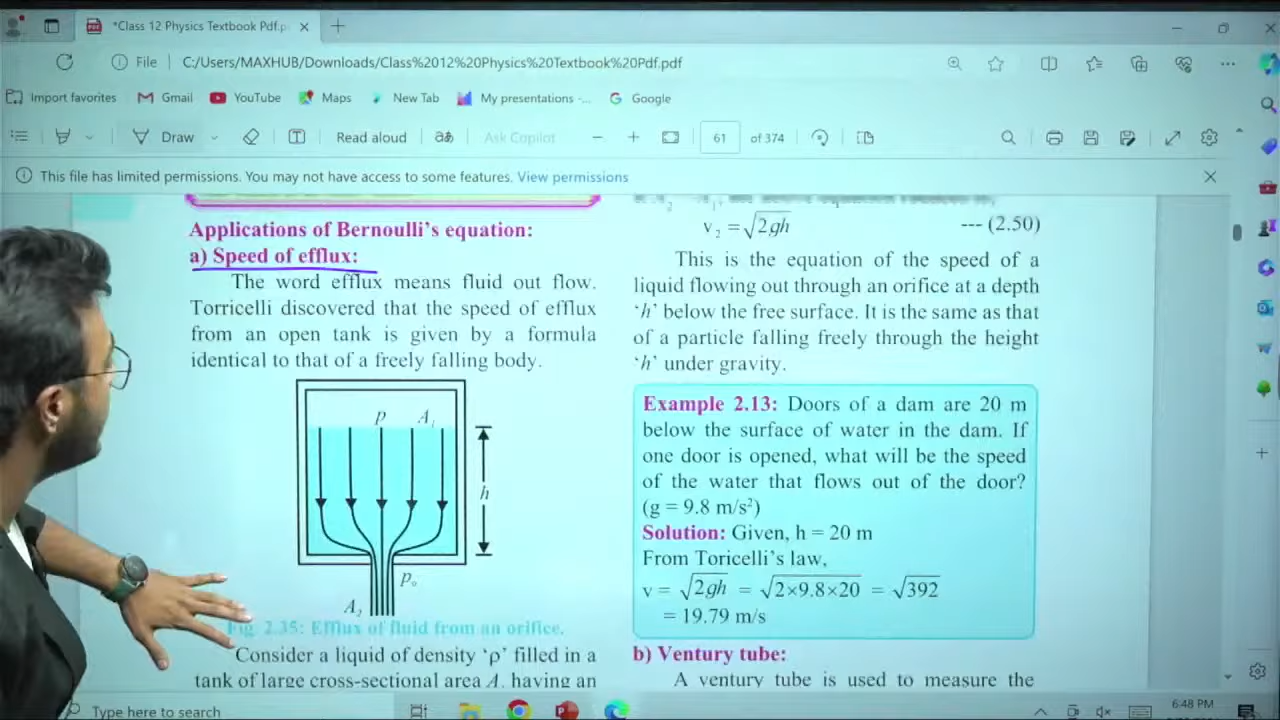 *Class 12 Physics Textbook Pdf.p
File
C:/Users/MAXHUB/Downloads/Class%2012%20Physics%20Textbook%20Pdf.pdf
Import favorites
Gmail
YouTube
Maps
New Tab
My presentations -...
Google
Draw
Read aloud
aあ
Ask Copilot
61
of 374
This file has limited permissions. You may not have access to some features. View permissions
Applications of Bernoulli's equation:
a) Speed of efflux:
The word efflux means fluid out flow.
Torricelli discovered that the speed of efflux
from an open tank is given by a formula
identical to that of a freely falling body.
p A₁
h
p₀
A₂
Fig. 2.35: Efflux of fluid from an orifice.
Consider a liquid of density 'ρ' filled in a
tank of large cross-sectional area A, having an
v₂ = √2gh --- (2.50)
This is the equation of the speed of a
liquid flowing out through an orifice at a depth
'h' below the free surface. It is the same as that
of a particle falling freely through the height
'h' under gravity.
Example 2.13: Doors of a dam are 20 m
below the surface of water in the dam. If
one door is opened, what will be the speed
of the water that flows out of the door?
(g = 9.8 m/s²)
Solution: Given, h = 20 m
From Toricelli's law,
v = √2gh = √2×9.8×20 = √392
= 19.79 m/s
b) Ventury tube:
A ventury tube is used to measure the
Type here to search
6:48 PM